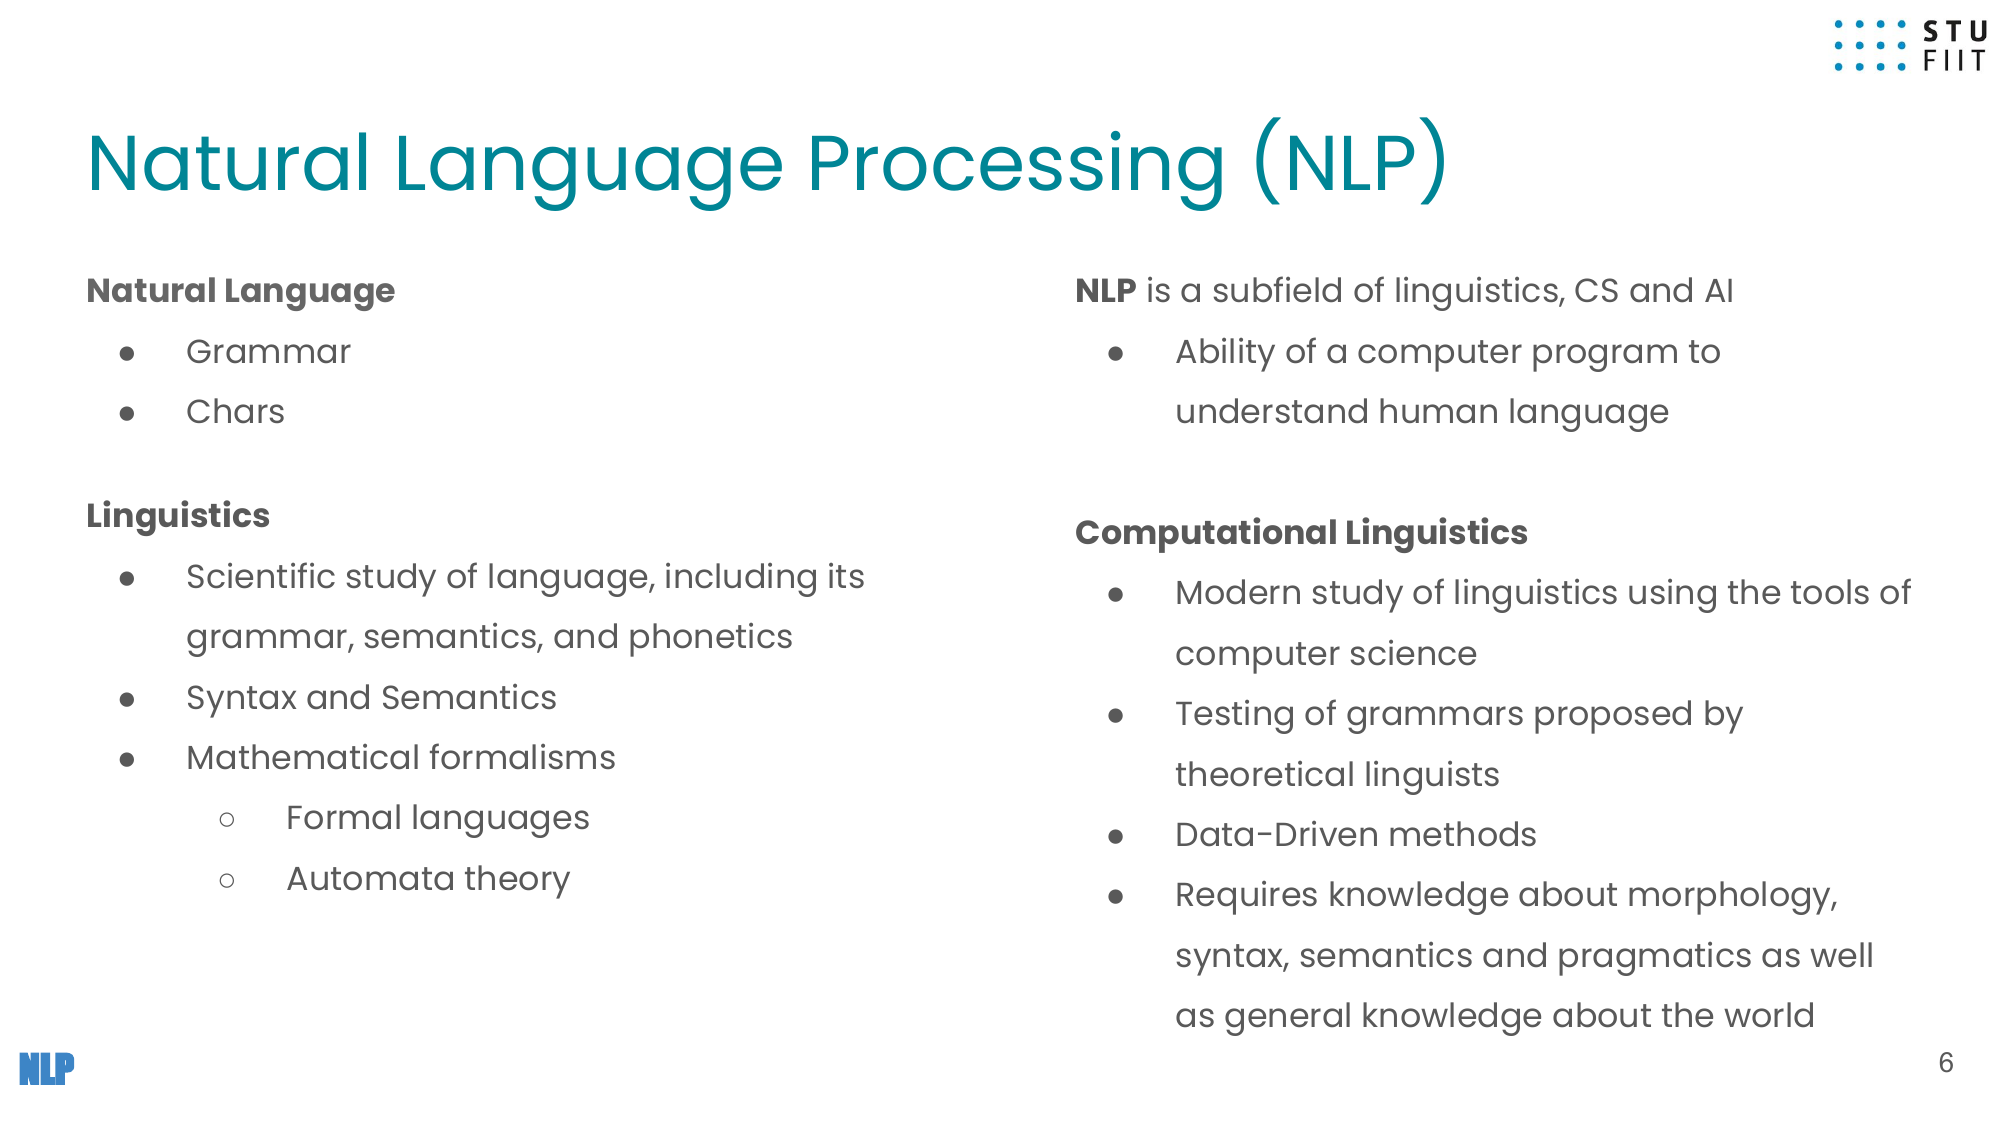 STU
FIIT
Natural Language Processing (NLP)
Natural Language
● Grammar
● Chars
Linguistics
● Scientific study of language, including its
grammar, semantics, and phonetics
● Syntax and Semantics
● Mathematical formalisms
○ Formal languages
○ Automata theory
NLP is a subfield of linguistics, CS and AI
● Ability of a computer program to
understand human language
Computational Linguistics
● Modern study of linguistics using the tools of
computer science
● Testing of grammars proposed by
theoretical linguists
● Data-Driven methods
● Requires knowledge about morphology,
syntax, semantics and pragmatics as well
as general knowledge about the world
NLP
6